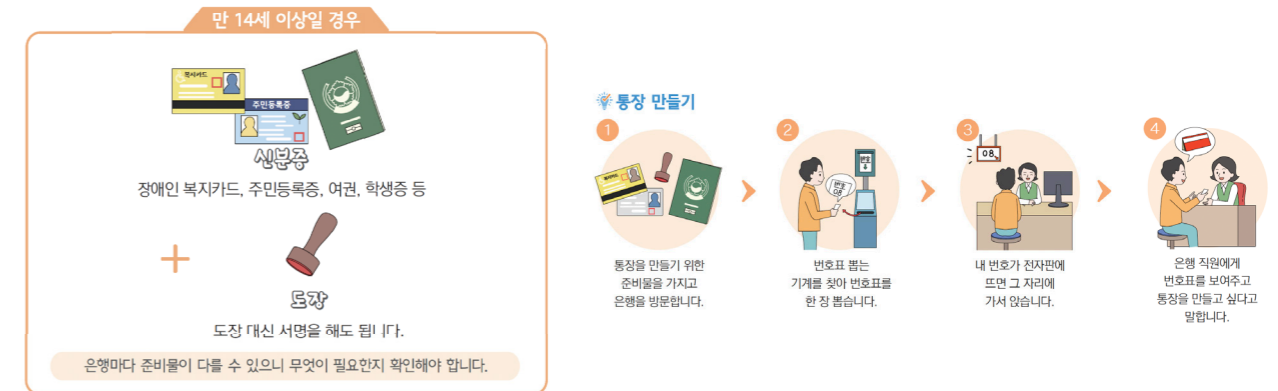 만 14세 이상일 경우
복지카드
주민등록증
신분증
장애인 복지카드, 주민등록증, 여권, 학생증 등
+
도장
도장 대신 서명을 해도 됩니다.
은행마다 준비물이 다를 수 있으니 무엇이 필요한지 확인해야 합니다.
통장 만들기
1
복지카드
통장을 만들기 위한
준비물을 가지고
은행을 방문합니다.
2
번호
번호
08
번호표 뽑는
기계를 찾아 번호표를
한 장 뽑습니다.
3
08
내 번호가 전자판에
뜨면 그 자리에
가서 앉습니다.
4
은행 직원에게
번호표를 보여주고
통장을 만들고 싶다고
말합니다.